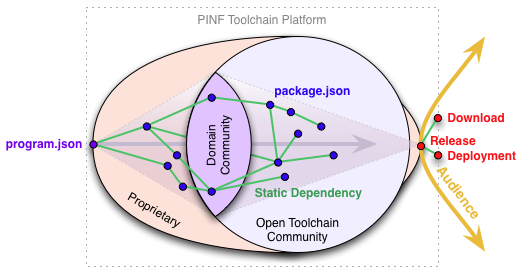 PINF Toolchain Platform
package.json
program.json
Domain
Community
Download
Release
Deployment
Static Dependency
Audience
Proprietary
Open Toolchain
Community